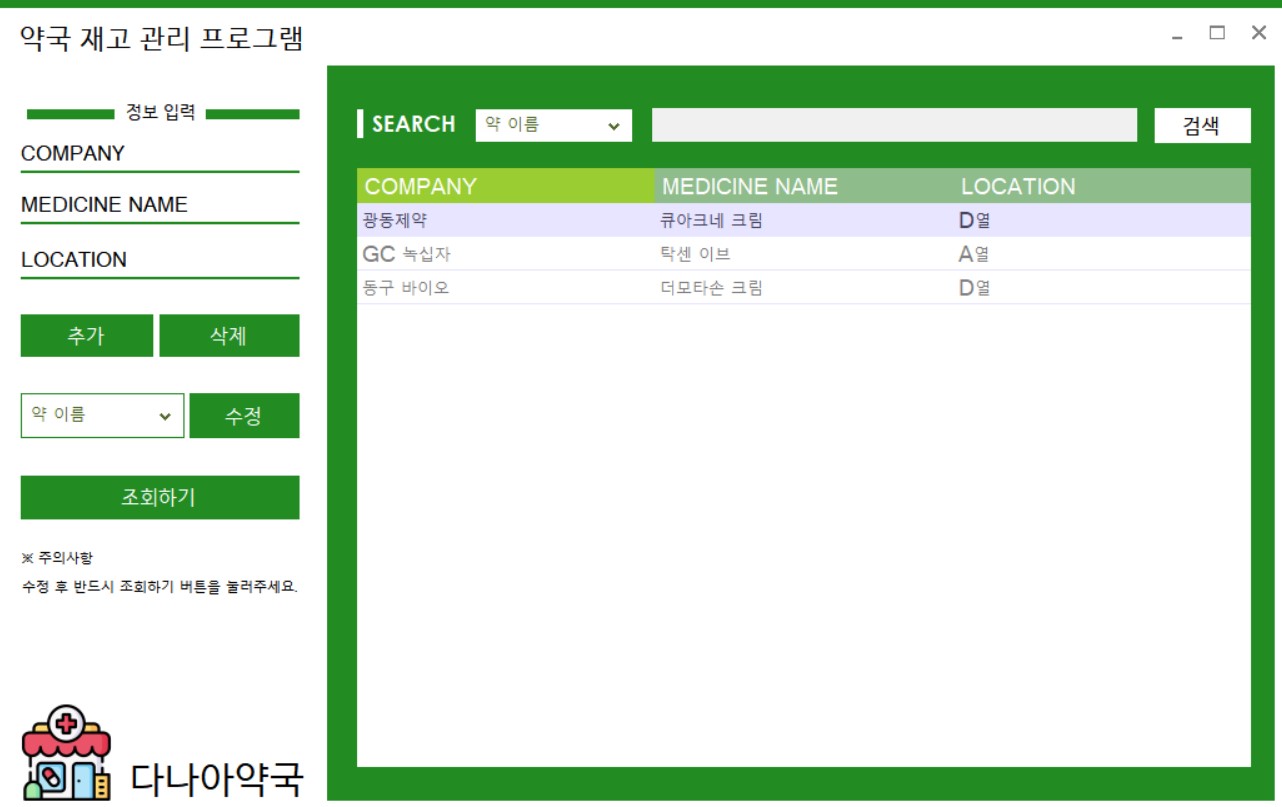 약국 재고 관리 프로그램
정보 입력
COMPANY
MEDICINE NAME
LOCATION
추가 삭제
약 이름 수정
조회하기
※ 주의사항
수정 후 반드시 조회하기 버튼을 눌러주세요.
다나아약국
SEARCH 약 이름 검색
COMPANY MEDICINE NAME LOCATION
광동제약 큐아크네 크림 D열
GC 녹십자 탁센 이브 A열
동구 바이오 더모타손 크림 D열